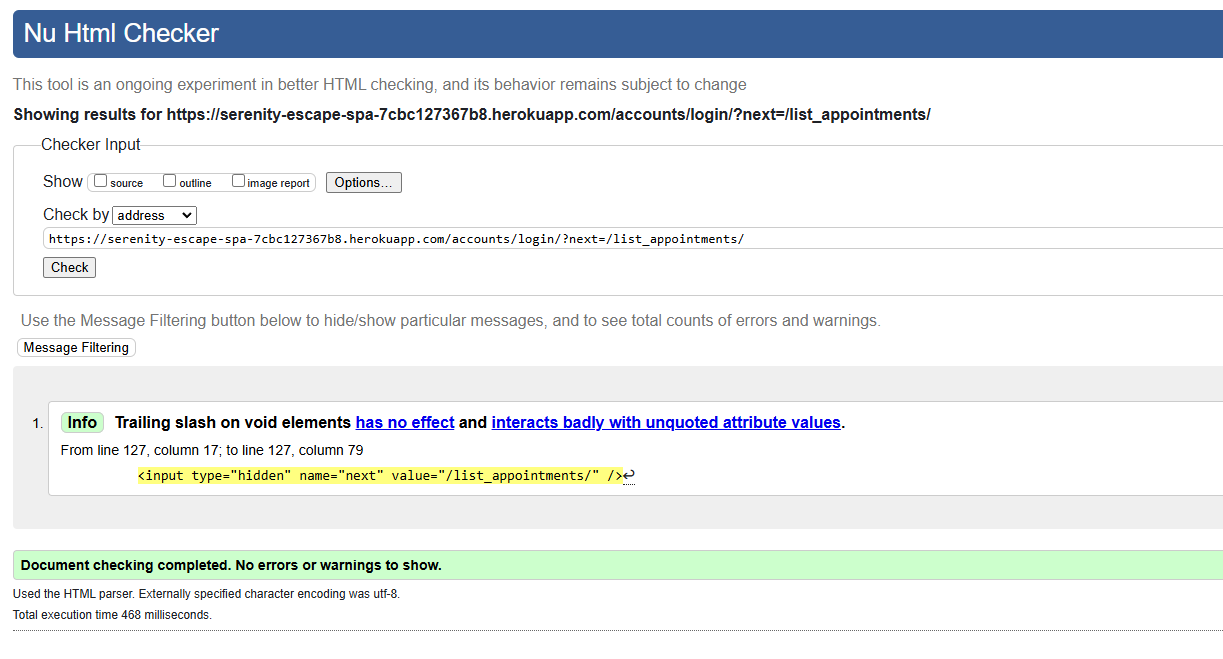 Nu Html Checker
This tool is an ongoing experiment in better HTML checking, and its behavior remains subject to change
Showing results for https://serenity-escape-spa-7cbc127367b8.herokuapp.com/accounts/login/?next=/list_appointments/
Checker Input
Show source outline image report Options...
Check by address
https://serenity-escape-spa-7cbc127367b8.herokuapp.com/accounts/login/?next=/list_appointments/
Check
Use the Message Filtering button below to hide/show particular messages, and to see total counts of errors and warnings.
Message Filtering
1. Info Trailing slash on void elements has no effect and interacts badly with unquoted attribute values.
From line 127, column 17; to line 127, column 79
<input type="hidden" name="next" value="/list_appointments/" />↩
Document checking completed. No errors or warnings to show.
Used the HTML parser. Externally specified character encoding was utf-8.
Total execution time 468 milliseconds.